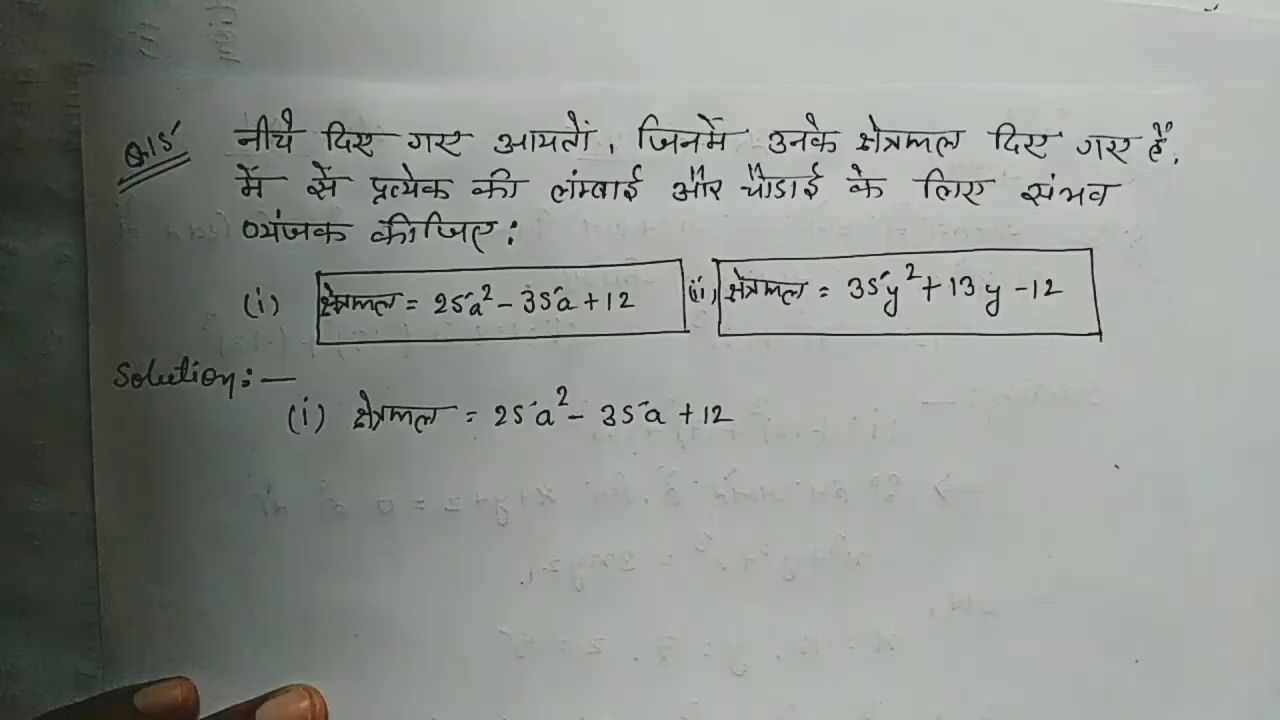 Q.15 नीचे दिए गए आयतों, जिनमें उनके क्षेत्रफल दिए गए हैं,
में सें प्रत्येक की लंम्बाई और चौडाई के लिए संभव
व्यंजक कीजिए:
(i) क्षेत्रफल = 25a² - 35a + 12 (ii) क्षेत्रफल = 35y² + 13y - 12
Solution:—
(i) क्षेत्रफल = 25a² - 35a + 12